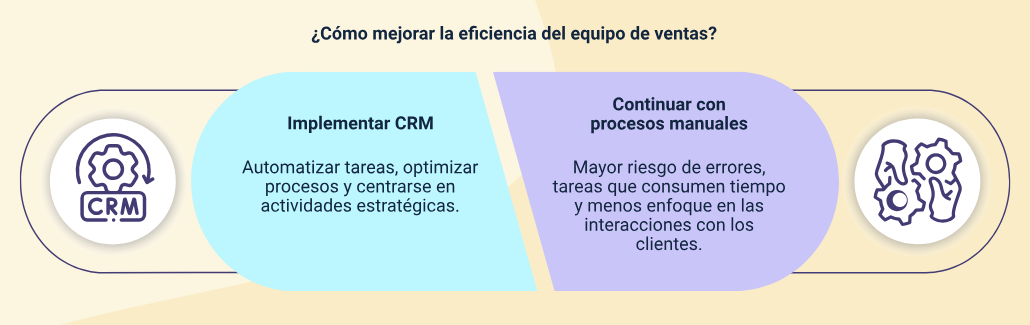 ¿Cómo mejorar la eficiencia del equipo de ventas?
CRM
Implementar CRM
Automatizar tareas, optimizar
procesos y centrarse en
actividades estratégicas.
Continuar con
procesos manuales
Mayor riesgo de errores,
tareas que consumen tiempo
y menos enfoque en las
interacciones con los
clientes.